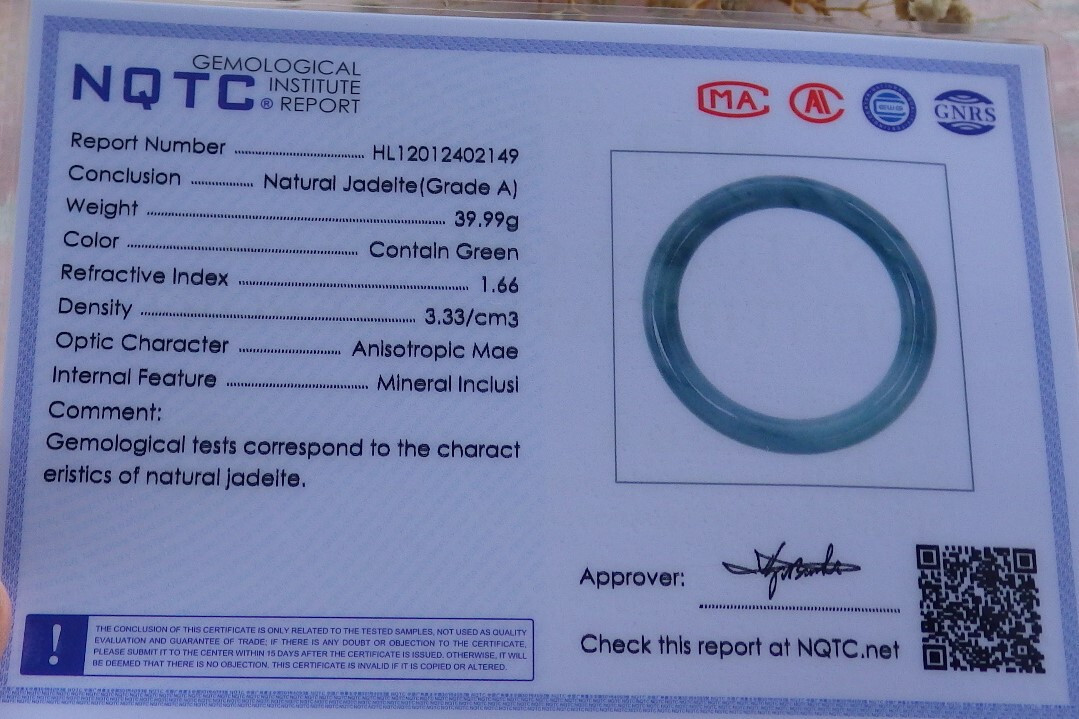 NQTC® GEMOLOGICAL INSTITUTE REPORT
MA
GNRS
Report Number ........ HL12012402149
Conclusion ........ Natural Jadeite(Grade A)
Weight ........ 39.99g
Color ........ Contain Green
Refractive Index ........ 1.66
Density ........ 3.33/cm3
Optic Character ........ Anisotropic Mae
Internal Feature ........ Mineral Inclusi
Comment:
Gemological tests correspond to the charact
eristics of natural jadeite.
Approver:
Check this report at NQTC.net
!
THE CONCLUSION OF THIS CERTIFICATE IS ONLY RELATED TO THE TESTED SAMPLES, NOT USED AS QUALITY
EVALUATION AND GUARANTEE OF TRADE; IF THERE IS ANY DOUBT OR OBJECTION TO THE CERTIFICATE,
PLEASE SUBMIT IT TO THE CENTER WITHIN 15 DAYS AFTER THE CERTIFICATE IS ISSUED. OTHERWISE, IT WILL
BE DEEMED THAT THERE IS NO OBJECTION. THIS CERTIFICATE IS INVALID IF IT IS COPIED OR ALTERED.